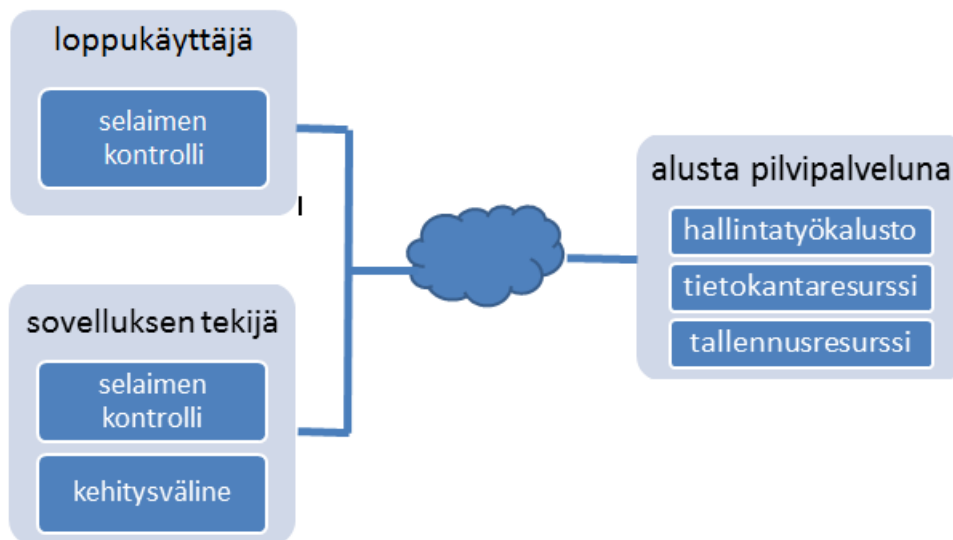 loppukäyttäjä
selaimen
kontrolli
sovelluksen tekijä
selaimen
kontrolli
kehitysväline
alusta pilvipalveluna
hallintatyökalusto
tietokantaresurssi
tallennusresurssi